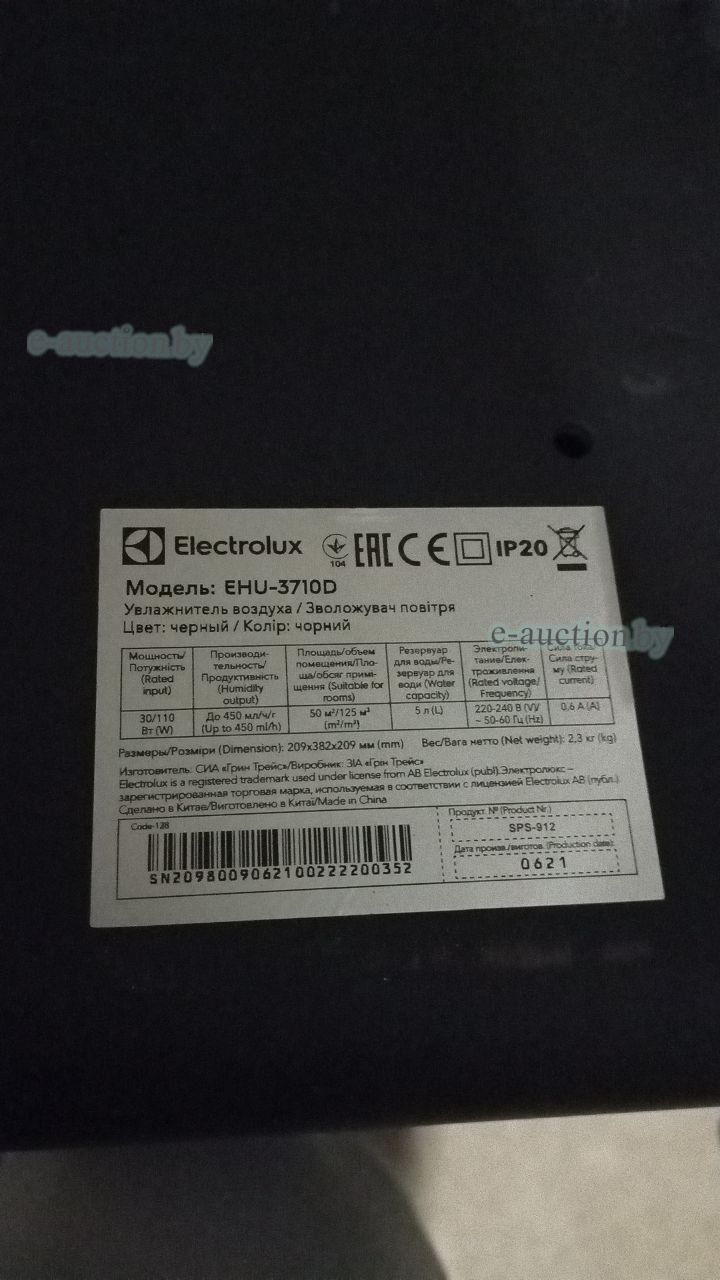 e-auction.by
Electrolux 104 EAC CE IP20
Модель: EHU-3710D
Увлажнитель воздуха / Зволожувач повітря
Цвет: черный / Колір: чорний
e-auction.by
Мощность/
Потужність
(Rated
input)
Производи-
тельность/
Продуктивність
(Humidity
output)
Площадь/объем
помещения/Пло-
ща/обсяг примі-
щення (Suitable for
rooms)
Резервуар
для воды/Ре-
зервуар для
води (Water
capacity)
Электропи-
тание/Елек-
троживлення
(Rated voltage/
Frequency)
Сила тока/
Сила стру-
му (Rated
current)
30/110
Вт (W)
До 450 мл/ч/г
(Up to 450 ml/h)
50 м²/125 м³
(m²/m³)
5 л (L)
220-240 В (V)/
~ 50-60 Гц (Hz)
0,6 А (A)
Размеры/Розміри (Dimension): 209x382x209 мм (mm) Вес/Вага нетто (Net weight): 2,3 кг (kg)
Изготовитель: СИА «Грин Трейс»/Виробник: ЗІА «Грін Трейс»
Electrolux is a registered trademark used under license from AB Electrolux (publ).Электролюкс –
зарегистрированная торговая марка, используемая в соответствии с лицензией Electrolux AB (публ.).
Сделано в Китае/Виготовлено в Китаї/Made in China
Code-128
SN2098009062100222200352
Продукт. № (Product Nr.)
SPS-912
Дата произв./виготов. (Production date):
0621